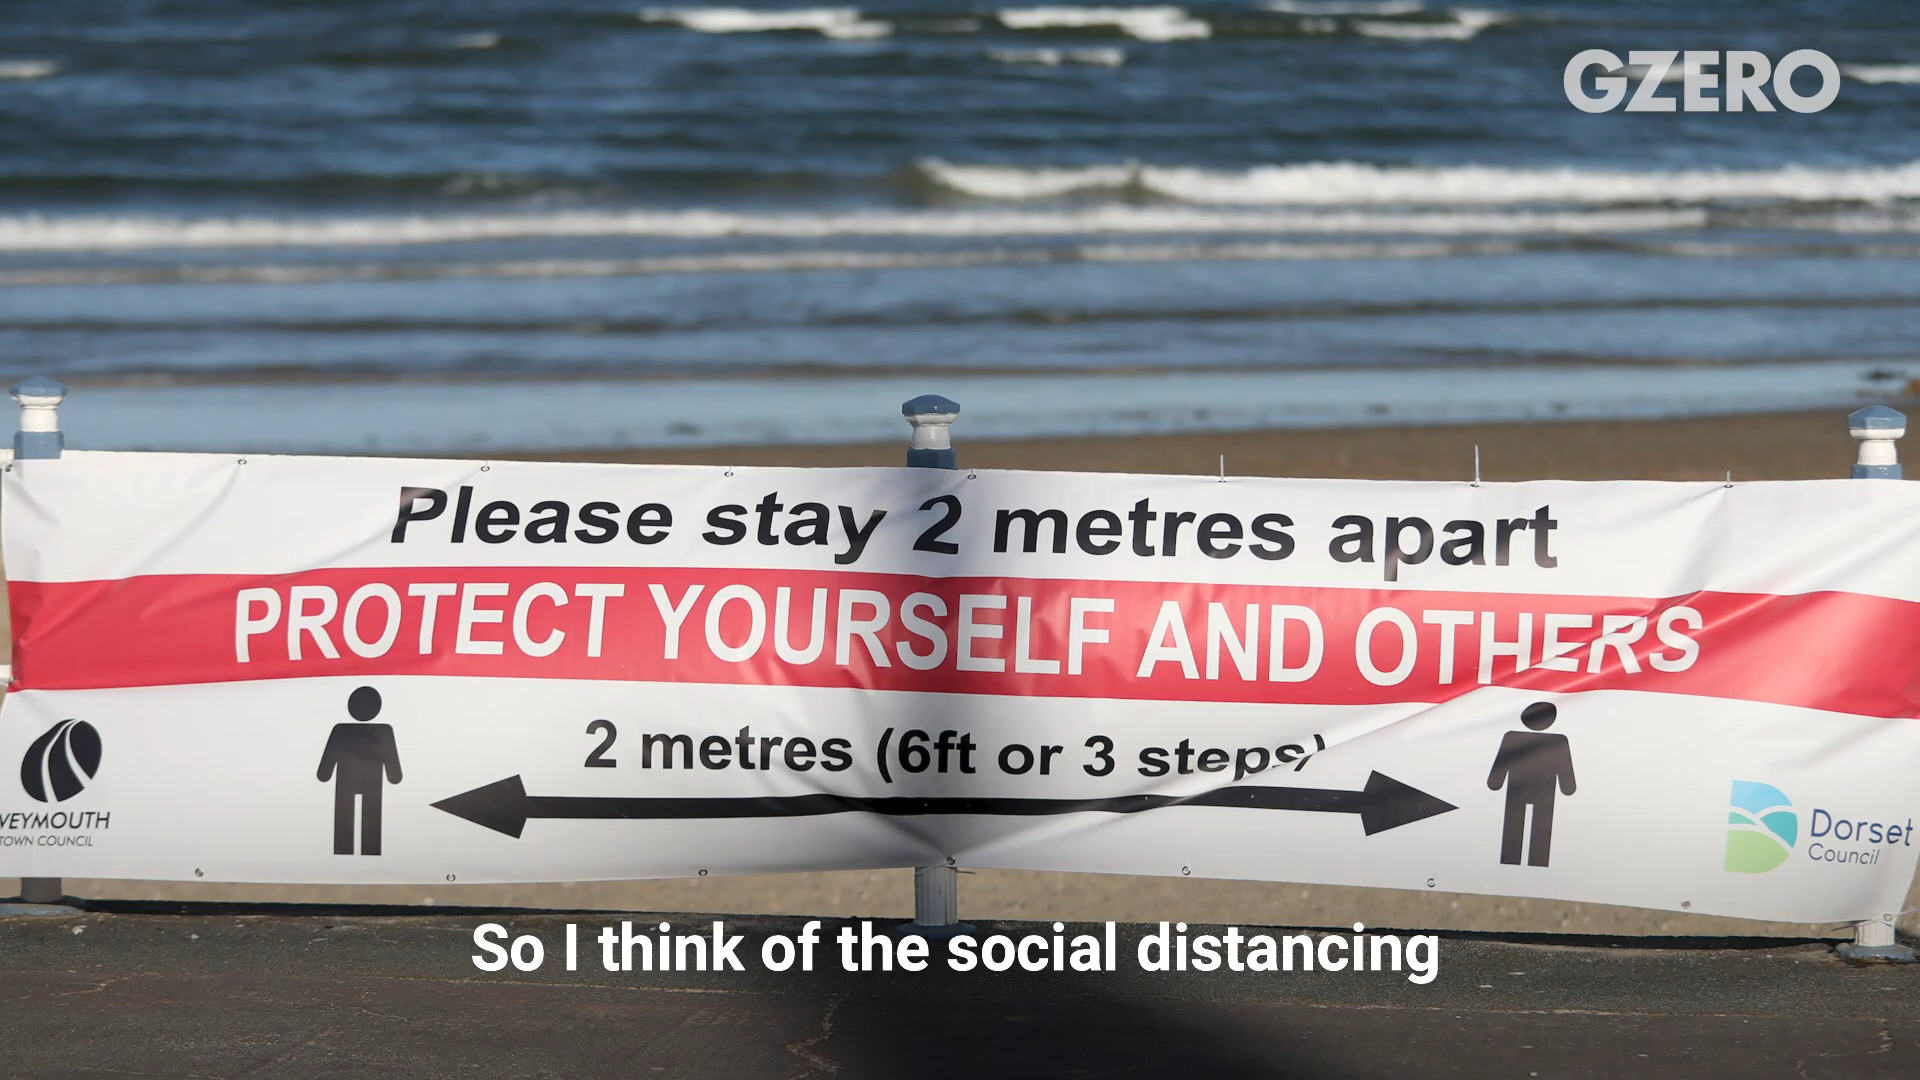 GZERO
Please stay 2 metres apart
PROTECT YOURSELF AND OTHERS
2 metres (6ft or 3 steps)
WEYMOUTH
TOWN COUNCIL
Dorset
Council
So I think of the social distancing